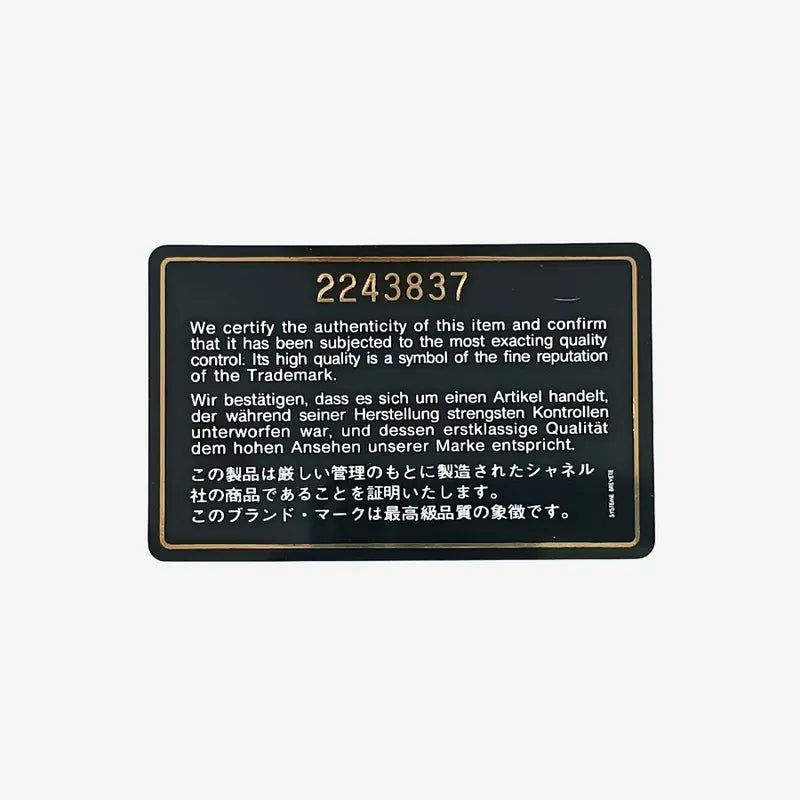 2243837
We certify the authenticity of this item and confirm
that it has been subjected to the most exacting quality
control. Its high quality is a symbol of the fine reputation
of the Trademark.
Wir bestätigen, dass es sich um einen Artikel handelt,
der während seiner Herstellung strengsten Kontrollen
unterworfen war, und dessen erstklassige Qualität
dem hohen Ansehen unserer Marke entspricht.
この製品は厳しい管理のもとに製造されたシャネル
社の商品であることを証明いたします。
このブランド・マークは最高級品質の象徴です。
SYSTEME BREVETE